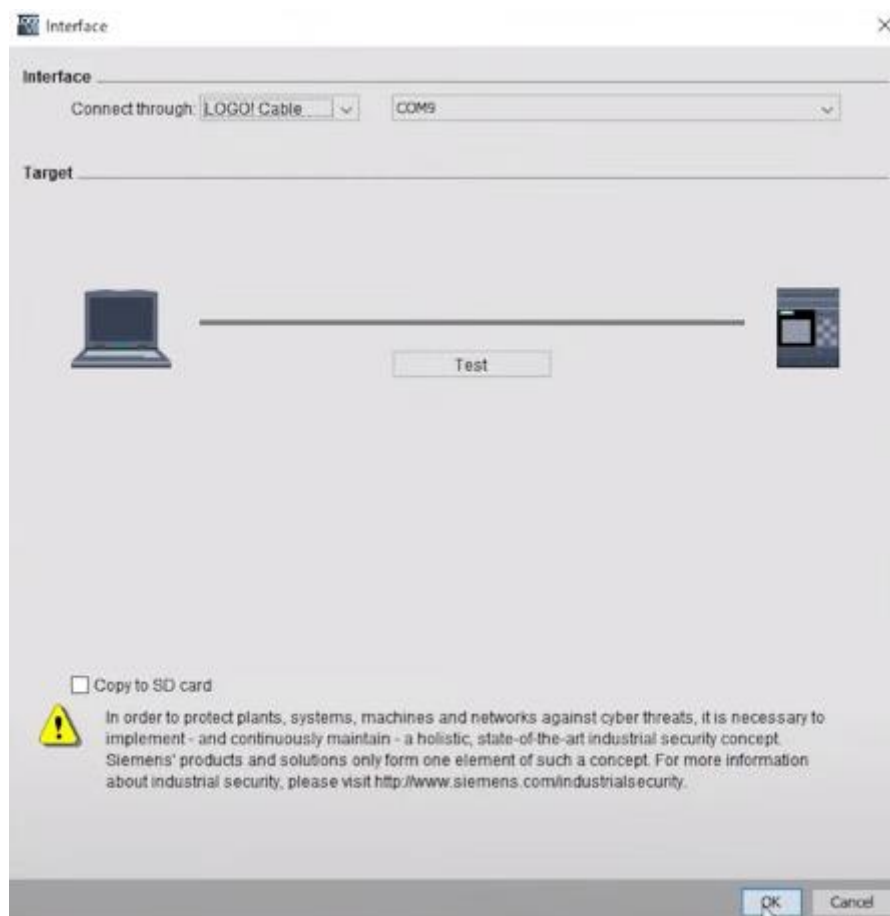 Interface
Interface
Connect through: LOGO! Cable COM9
Target
Test
Copy to SD card
In order to protect plants, systems, machines and networks against cyber threats, it is necessary to
implement - and continuously maintain - a holistic, state-of-the-art industrial security concept.
Siemens' products and solutions only form one element of such a concept. For more information
about industrial security, please visit http://www.siemens.com/industrialsecurity.
OK Cancel